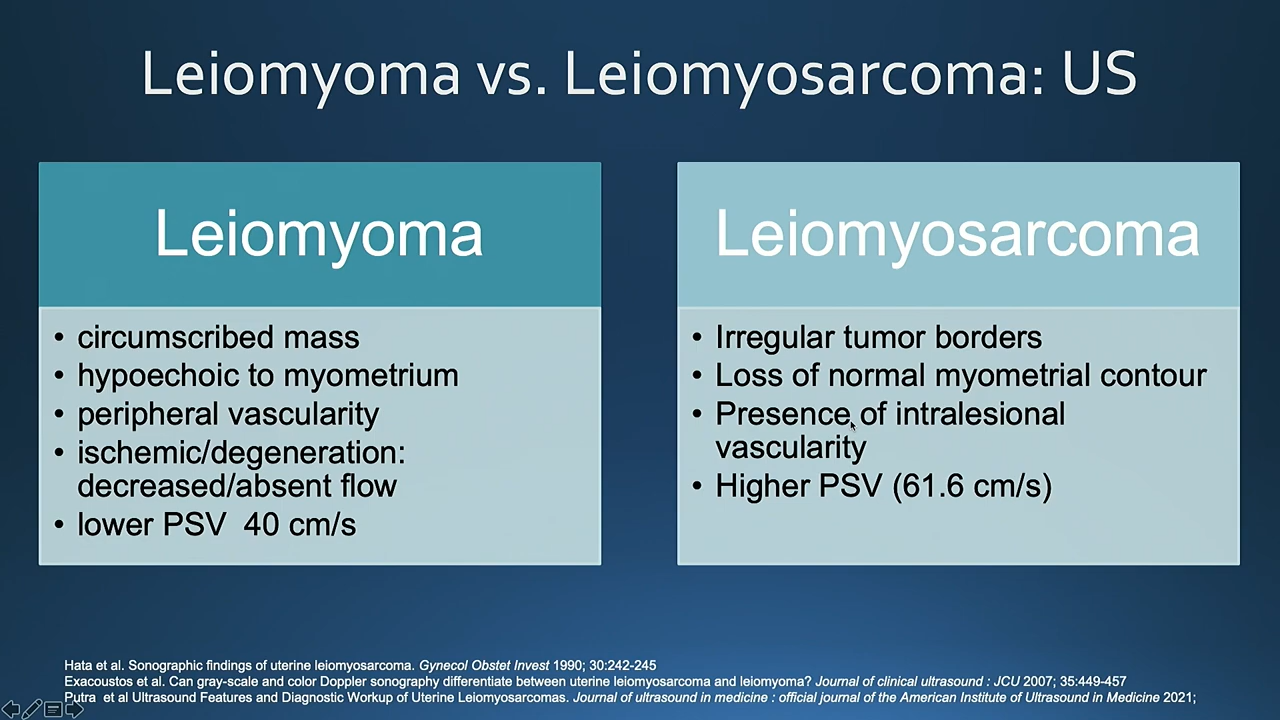 Leiomyoma vs. Leiomyosarcoma: US
Leiomyoma
• circumscribed mass
• hypoechoic to myometrium
• peripheral vascularity
• ischemic/degeneration:
decreased/absent flow
• lower PSV 40 cm/s
Leiomyosarcoma
• Irregular tumor borders
• Loss of normal myometrial contour
• Presence of intralesional
vascularity
• Higher PSV (61.6 cm/s)
Hata et al. Sonographic findings of uterine leiomyosarcoma. Gynecol Obstet Invest 1990; 30:242-245
Exacoustos et al. Can gray-scale and color Doppler sonography differentiate between uterine leiomyosarcoma and leiomyoma? Journal of clinical ultrasound : JCU 2007; 35:449-457
Putra et al Ultrasound Features and Diagnostic Workup of Uterine Leiomyosarcomas. Journal of ultrasound in medicine : official journal of the American Institute of Ultrasound in Medicine 2021;